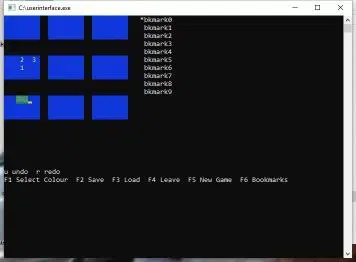 C:\userinterface.exe
*bkmark0
bkmark1
bkmark2
bkmark3
bkmark4
2 3 bkmark5
1 bkmark6
bkmark7
bkmark8
bkmark9
u undo r redo
F1 Select Colour F2 Save F3 Load F4 Leave F5 New Game F6 Bookmarks